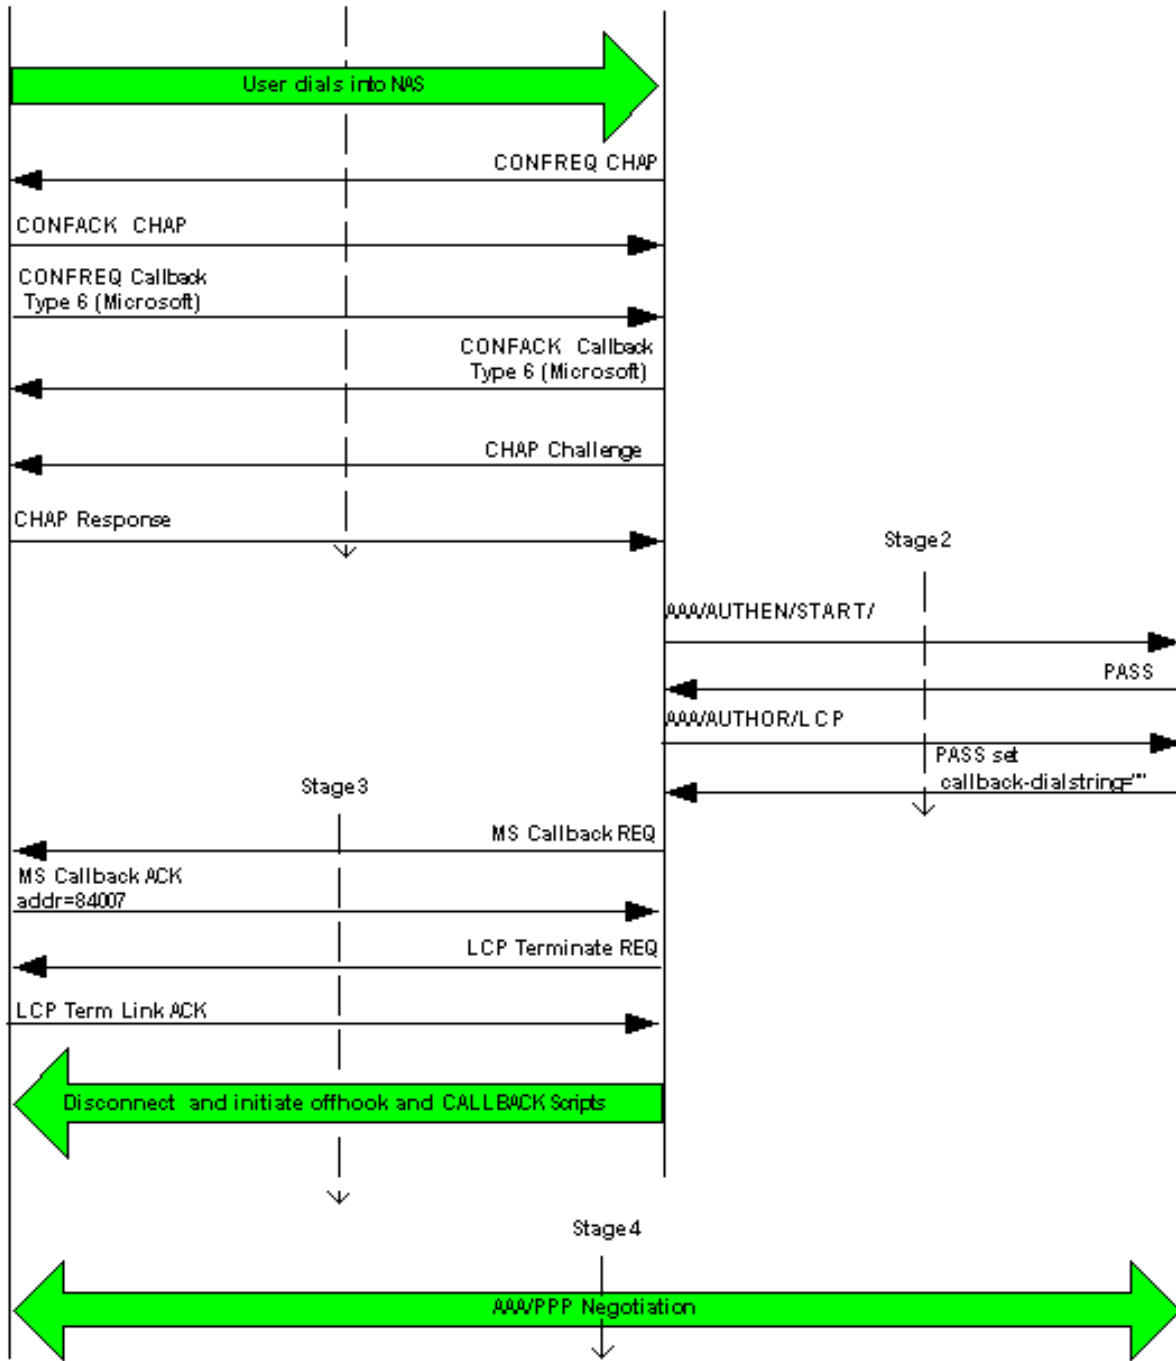 User dials into NAS
CONFREQ CHAP
CONFACK CHAP
CONFREQ Callback
Type 6 (Microsoft)
CONFACK Callback
Type 6 (Microsoft)
CHAP Challenge
CHAP Response
Stage 2
AAA/AUTHEN/START/
PASS
AAA/AUTHOR/LCP
PASS set
callback-dialstring=""
Stage 3
MS Callback REQ
MS Callback ACK
addr=84007
LCP Terminate REQ
LCP Term Link ACK
Disconnect and initiate offhook and CALLBACK Scripts
Stage 4
AAA/PPP Negotiation